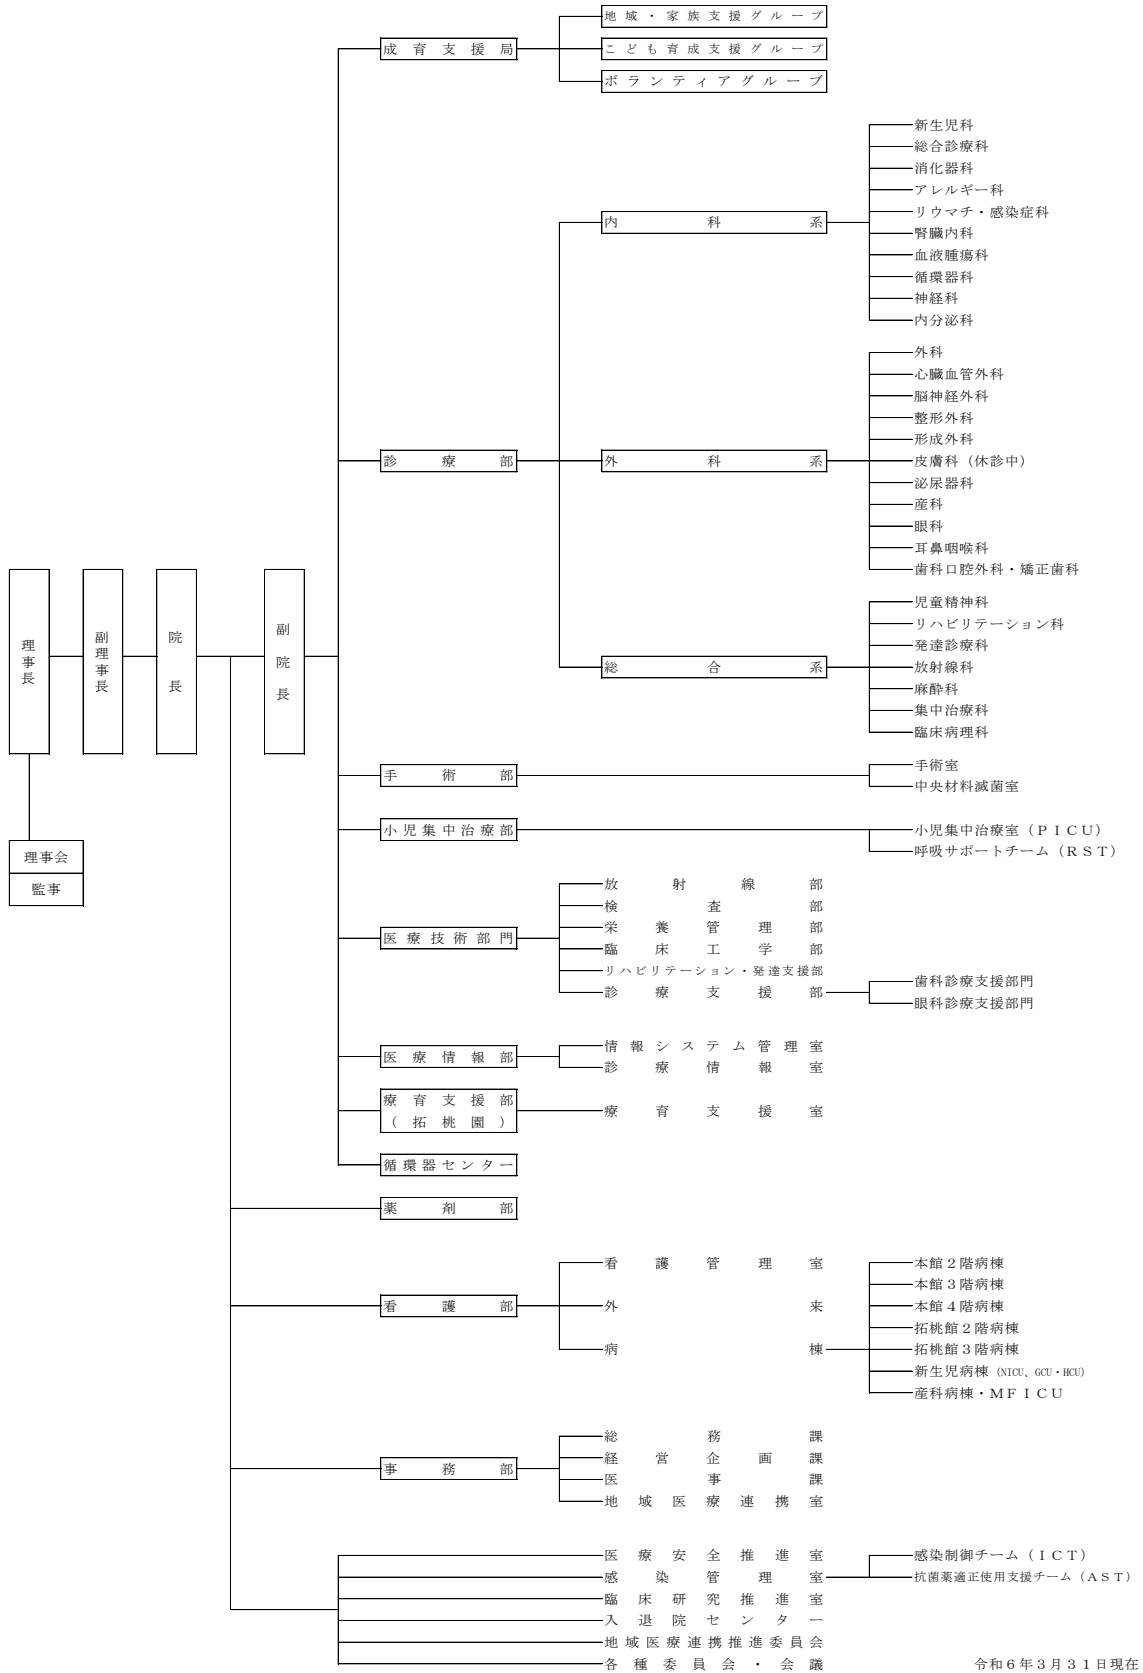 地域・家族支援グループ
成育支援局
こども育成支援グループ
ボランティアグループ
新生児科
総合診療科
消化器科
アレルギー科
リウマチ・感染症科
内科系
腎臓内科
血液腫瘍科
循環器科
神経科
内分泌科
外科
心臓血管外科
脳神経外科
整形外科
形成外科
診療部
外科系
皮膚科（休診中）
泌尿器科
産科
眼科
耳鼻咽喉科
歯科口腔外科・矯正歯科
理事長
副理事長
院長
副院長
児童精神科
リハビリテーション科
発達診療科
総合系
放射線科
麻酔科
集中治療科
臨床病理科
手術部
手術室
中央材料滅菌室
小児集中治療部
小児集中治療室（ＰＩＣＵ）
呼吸サポートチーム（ＲＳＴ）
理事会
監事
放射線部
検査部
栄養管理部
医療技術部門
臨床工学部
リハビリテーション・発達支援部
診療支援部
歯科診療支援部門
眼科診療支援部門
医療情報部
情報システム管理室
診療情報室
療育支援部
（拓桃園）
療育支援室
循環器センター
薬剤部
看護部
看護管理室
外来
病棟
本館２階病棟
本館３階病棟
本館４階病棟
拓桃館２階病棟
拓桃館３階病棟
新生児病棟（NICU、GCU・HCU）
産科病棟・ＭＦＩＣＵ
事務部
総務課
経営企画課
医事課
地域医療連携室
医療安全推進室
感染管理室
感染制御チーム（ＩＣＴ）
抗菌薬適正使用支援チーム（ＡＳＴ）
臨床研究推進室
入退院センター
地域医療連携推進委員会
各種委員会・会議
令和６年３月３１日現在